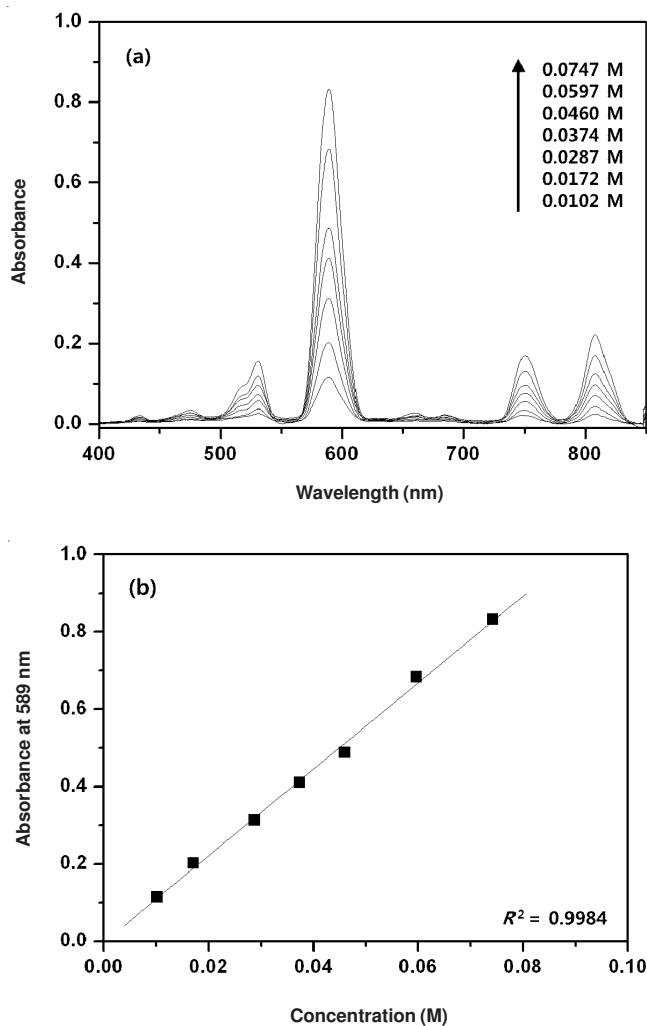 1.0
(a)
0.0747 M
0.0597 M
0.0460 M
0.0374 M
0.0287 M
0.0172 M
0.0102 M
0.8
0.6
0.4
0.2
0.0
Absorbance
400 500 600 700 800
Wavelength (nm)
1.0
(b)
0.8
0.6
0.4
0.2
0.0
Absorbance at 589 nm
R² = 0.9984
0.00 0.02 0.04 0.06 0.08 0.10
Concentration (M)